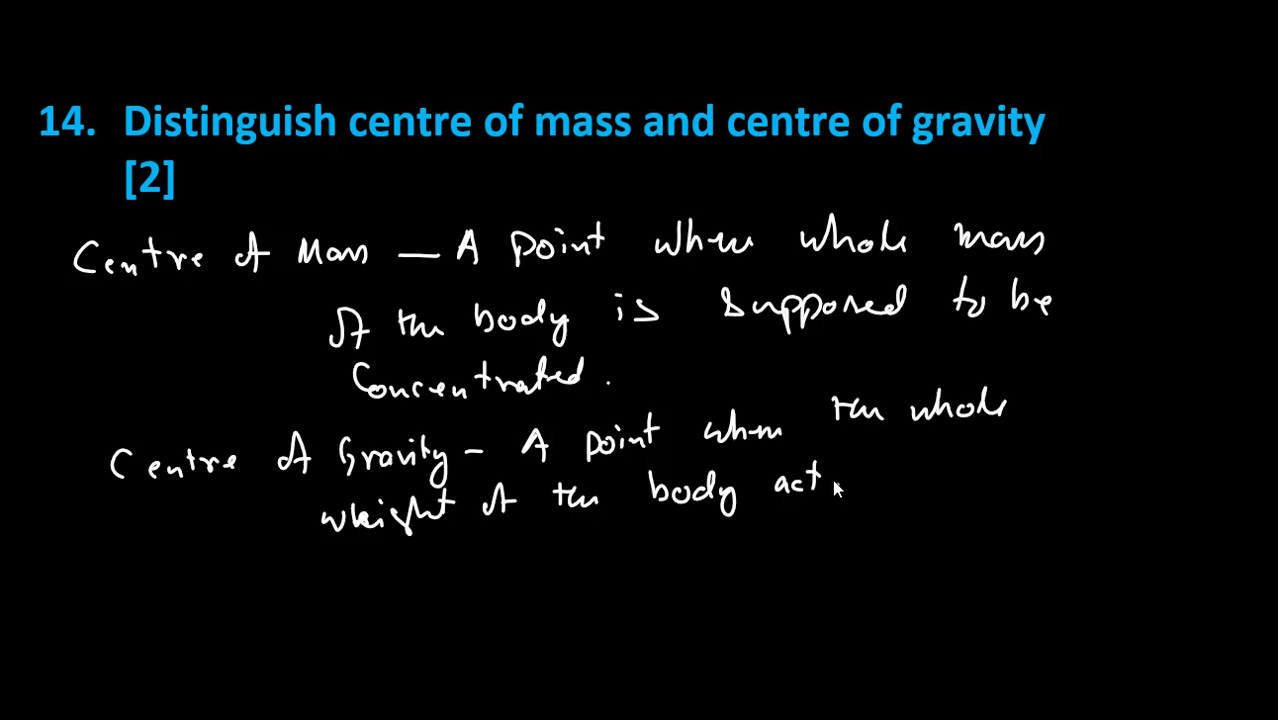 14. Distinguish centre of mass and centre of gravity
[2]
Centre of Mass — A point where whole mass
of the body is supposed to be
Concentrated.
Centre of Gravity - A point where the whole
weight of the body act